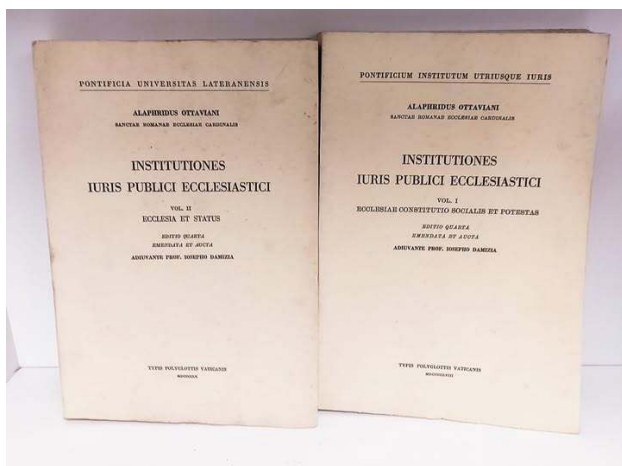 PONTIFICIA UNIVERSITAS LATERANENSIS
ALAPHRIDUS OTTAVIANI
SANCTAE ROMANAE ECCLESIAE CARDINALIS
INSTITUTIONES
IURIS PUBLICI ECCLESIASTICI
VOL. II
ECCLESIA ET STATUS
EDITIO QUARTA
EMENDATA ET AUCTA
ADIUVANTE PROF. IOSEPHO DAMIZIA
TYPIS POLYGLOTTIS VATICANIS
PONTIFICIUM INSTITUTUM UTRIUSQUE IURIS
ALAPHRIDUS OTTAVIANI
SANCTAE ROMANAE ECCLESIAE CARDINALIS
INSTITUTIONES
IURIS PUBLICI ECCLESIASTICI
VOL. I
ECCLESIAE CONSTITUTIO SOCIALIS ET POTESTAS
EDITIO QUARTA
EMENDATA ET AUCTA
ADIUVANTE PROF. IOSEPHO DAMIZIA
TYPIS POLYGLOTTIS VATICANIS